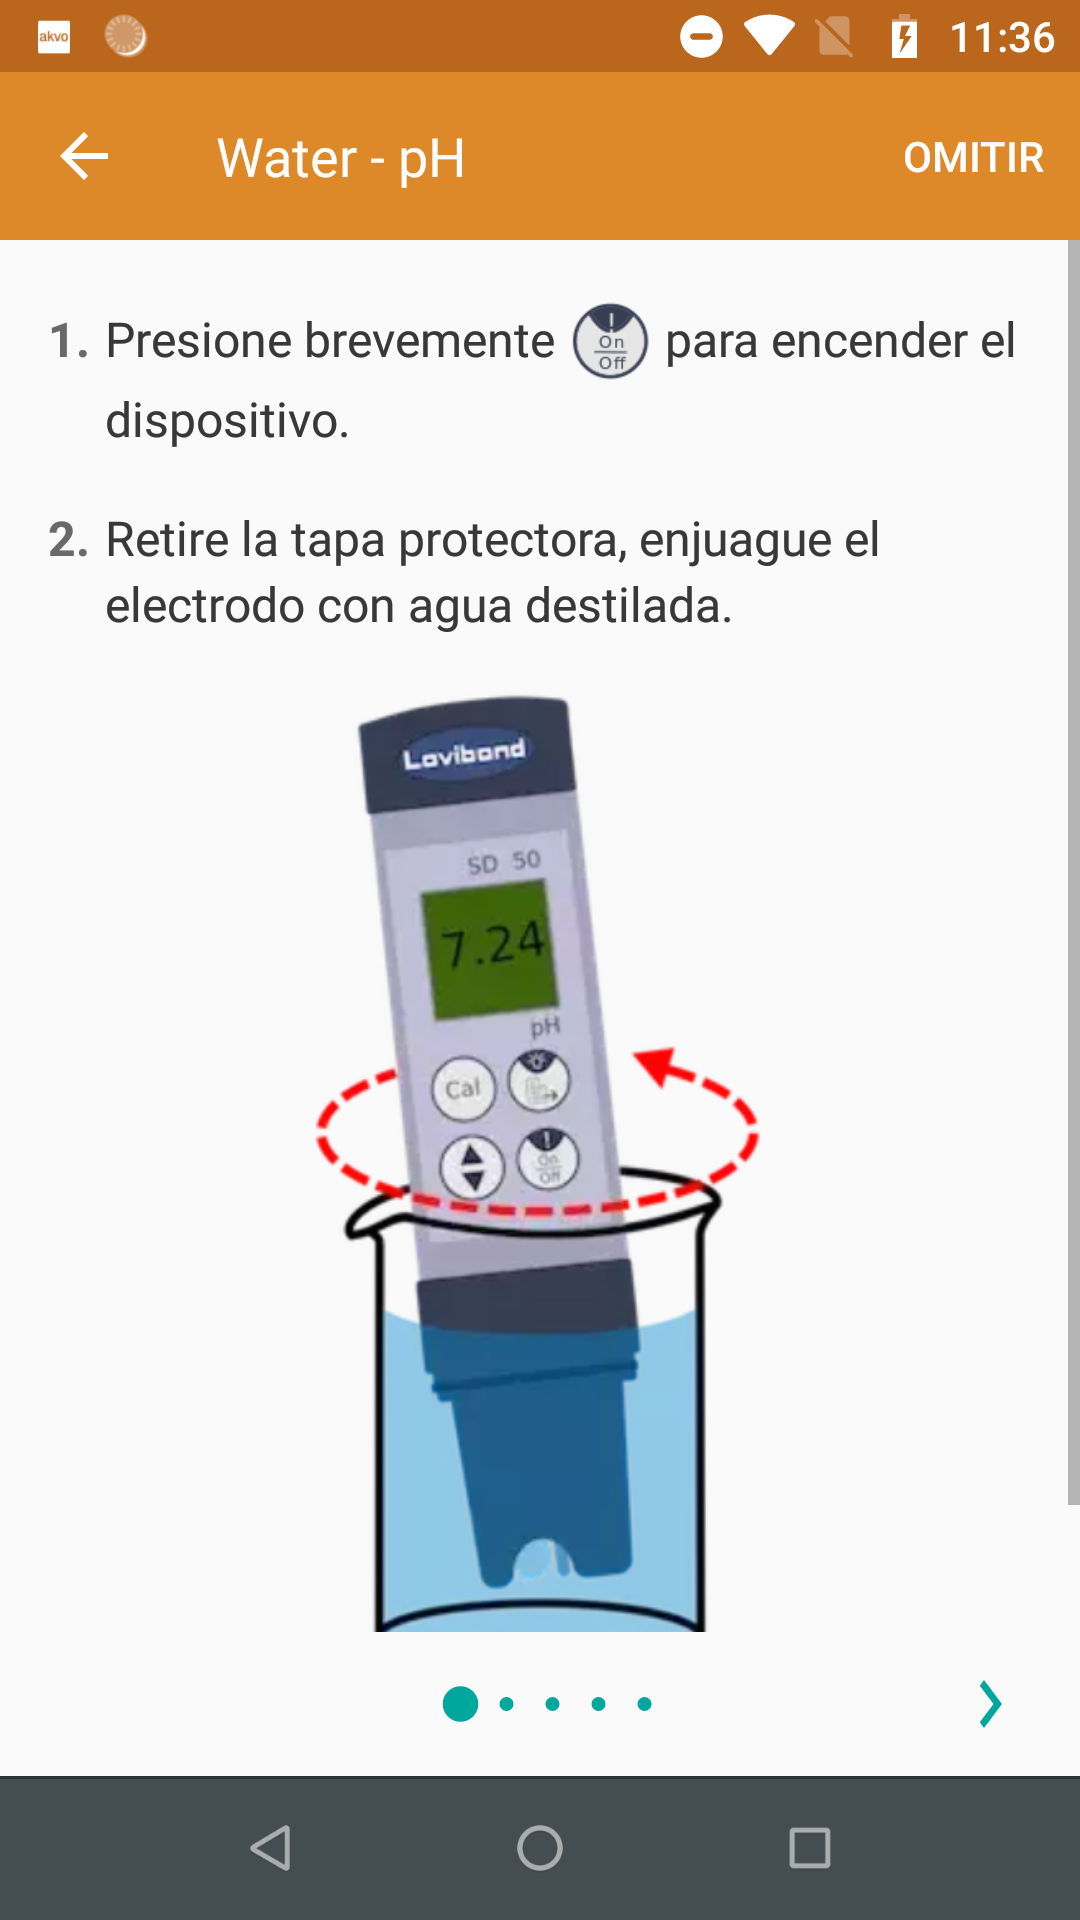 akvo
11:36
Water - pH
OMITIR
1. Presione brevemente ! On Off para encender el
dispositivo.
2. Retire la tapa protectora, enjuague el
electrodo con agua destilada.
Lovibond
SD 50
7.24
pH
Cal
!
On
Off